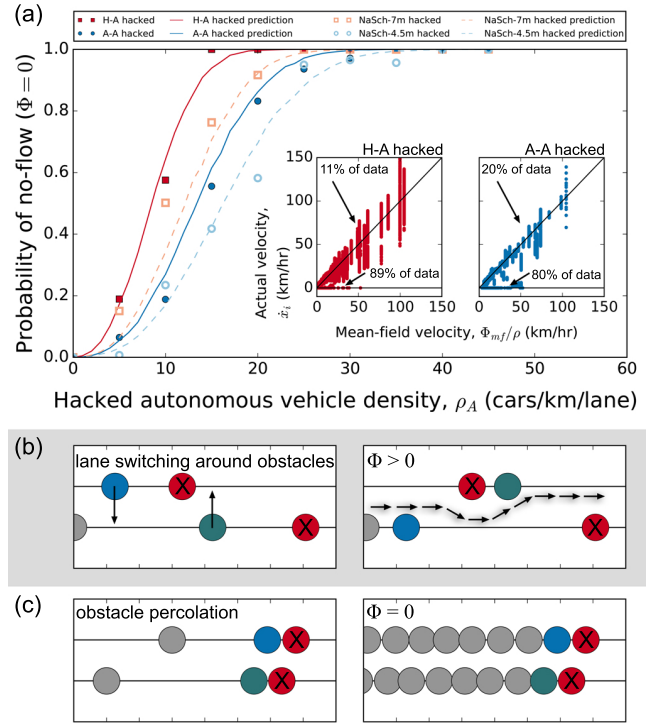 (a)
H-A hacked H-A hacked prediction NaSch-7m hacked NaSch-7m hacked prediction
A-A hacked A-A hacked prediction NaSch-4.5m hacked NaSch-4.5m hacked prediction
1.0
0.8
0.6
0.4
0.2
0.0
Probability of no-flow (Φ=0)
0 10 20 30 40 50 60
Hacked autonomous vehicle density, ρ_A (cars/km/lane)
H-A hacked
A-A hacked
150
100
50
0
Actual velocity,
ẋ_i (km/hr)
11% of data
89% of data
20% of data
80% of data
0 50 100 150
0 50 100 150
Mean-field velocity, Φ_mf/ρ (km/hr)
(b)
lane switching around obstacles
X
X
Φ>0
X
X
(c)
obstacle percolation
X
X
Φ=0
X
X